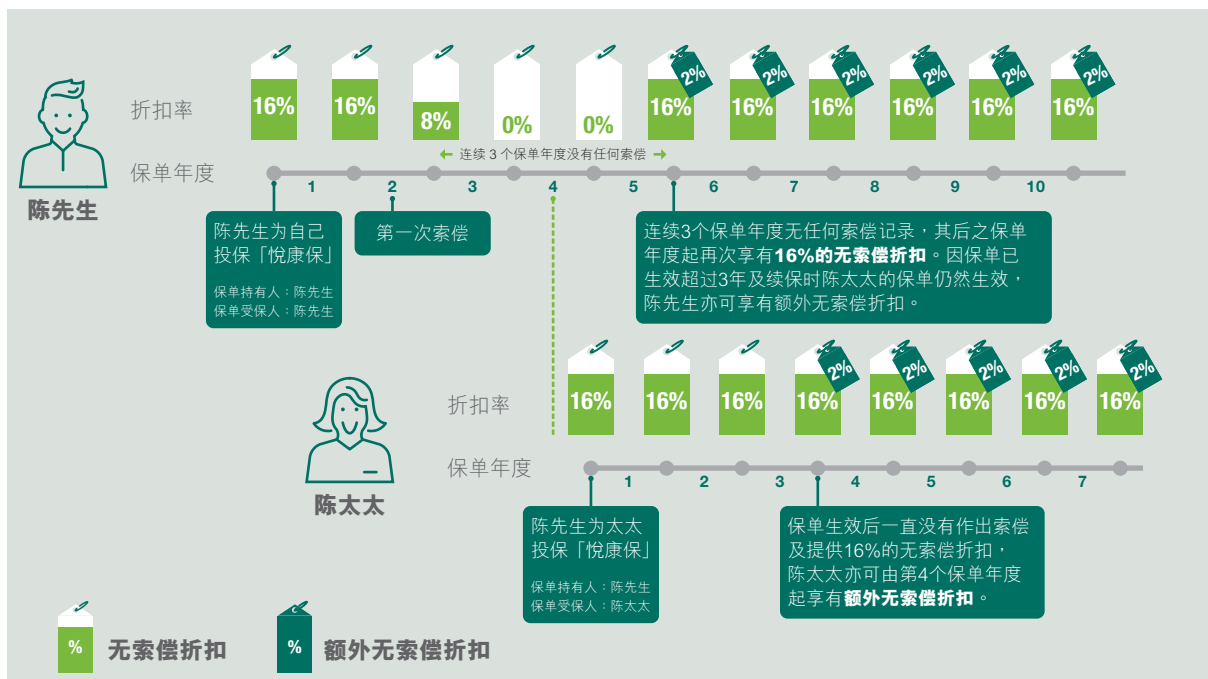 2% 2% 2% 2% 2% 2%
折扣率 16% 16% 8% 0% 0% 16% 16% 16% 16% 16% 16%
← 连续 3 个保单年度没有任何索偿 →
保单年度
1 2 3 4 5 6 7 8 9 10
陈先生
陈先生为自己
投保「悅康保」
保单持有人：陈先生
保单受保人：陈先生
第一次索偿
连续3个保单年度无任何索偿记录，其后之保单
年度起再次享有16%的无索偿折扣。因保单已
生效超过3年及续保时陈太太的保单仍然生效，
陈先生亦可享有额外无索偿折扣。
2% 2% 2% 2% 2%
折扣率 16% 16% 16% 16% 16% 16% 16% 16%
保单年度
1 2 3 4 5 6 7
陈太太
陈先生为太太
投保「悅康保」
保单持有人：陈先生
保单受保人：陈太太
保单生效后一直没有作出索偿
及提供16%的无索偿折扣，
陈太太亦可由第4个保单年度
起享有额外无索偿折扣。
% 无索偿折扣
% 额外无索偿折扣